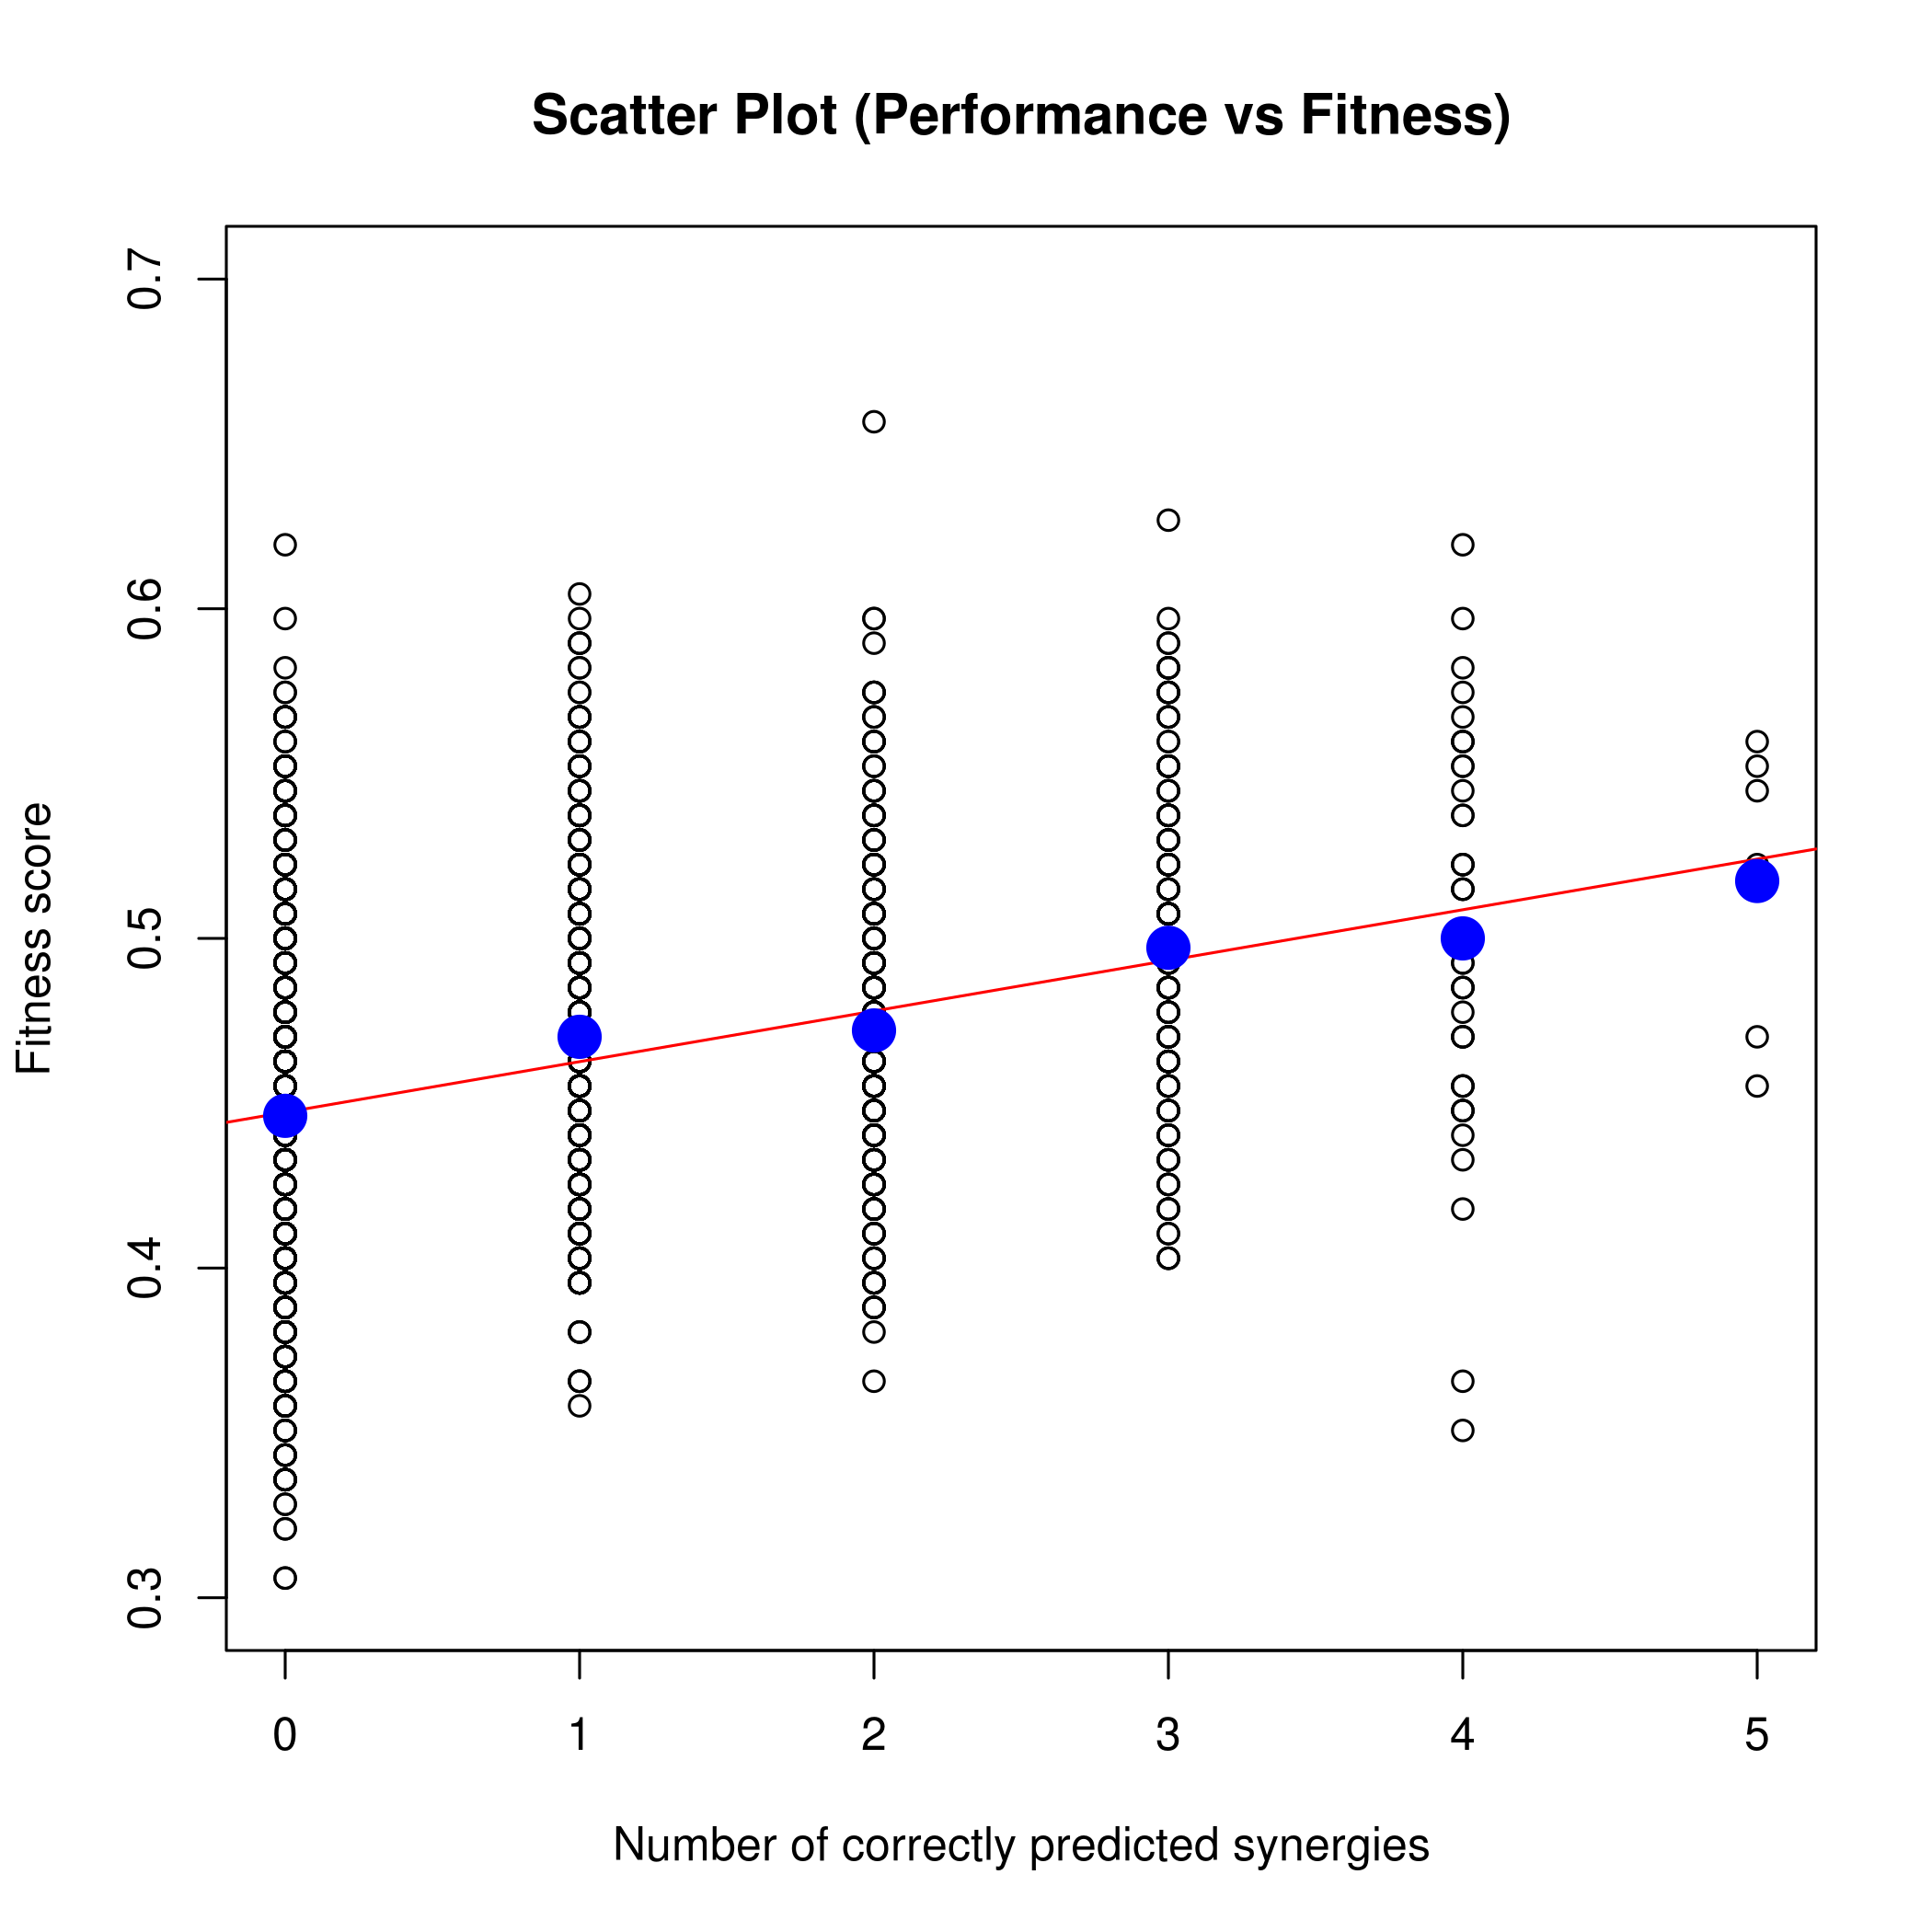 Scatter Plot (Performance vs Fitness)
0.7
0.6
0.5
0.4
0.3
Fitness score
0 1 2 3 4 5
Number of correctly predicted synergies